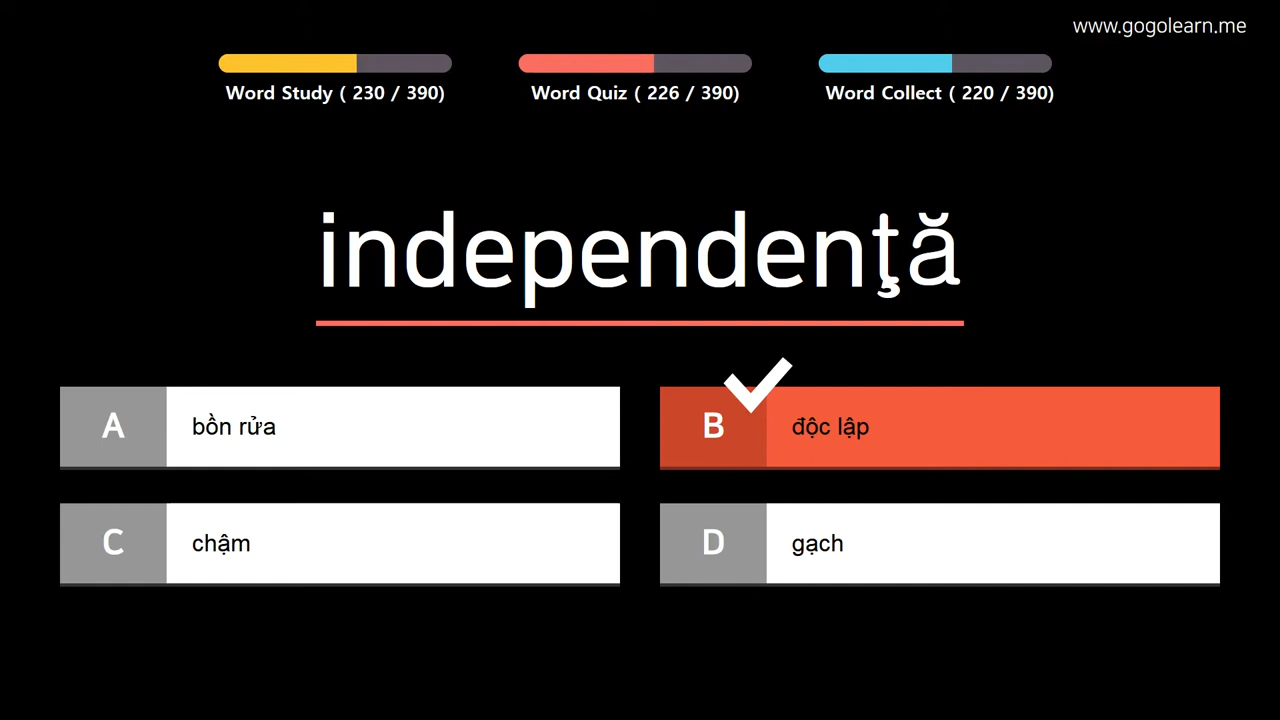 www.gogolearn.me
Word Study ( 230 / 390)
Word Quiz ( 226 / 390)
Word Collect ( 220 / 390)
independenţă
A bồn rửa
B độc lập
C chậm
D gạch